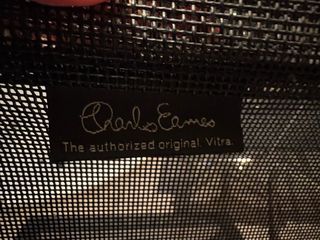 Charles Eames
The authorized original. Vitra.